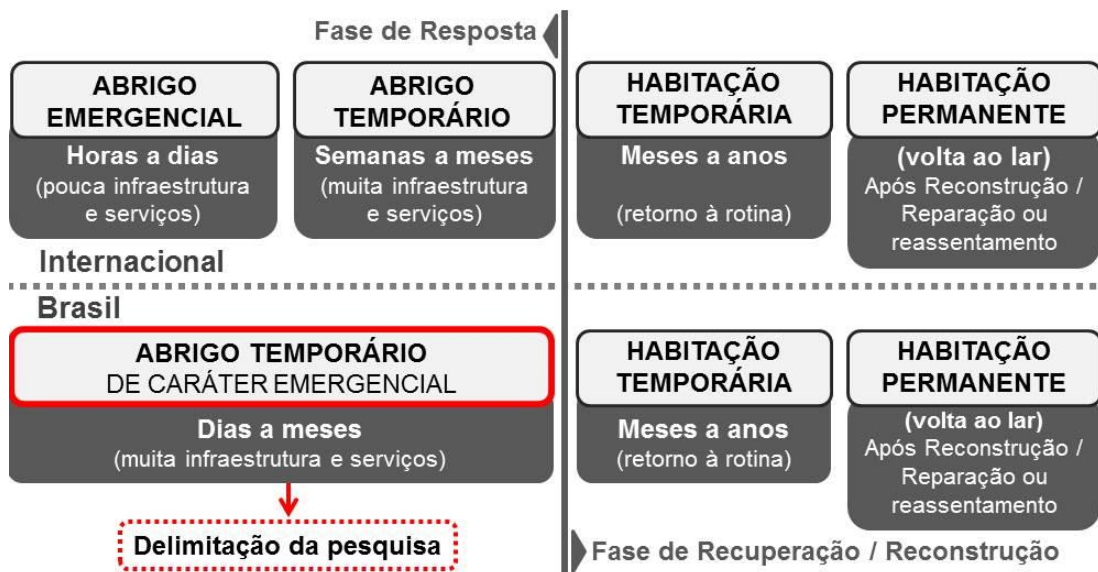 Fase de Resposta
ABRIGO
EMERGENCIAL
Horas a dias
(pouca infraestrutura
e serviços)
ABRIGO
TEMPORÁRIO
Semanas a meses
(muita infraestrutura
e serviços)
HABITAÇÃO
TEMPORÁRIA
Meses a anos
(retorno à rotina)
HABITAÇÃO
PERMANENTE
(volta ao lar)
Após Reconstrução /
Reparação ou
reassentamento
Internacional
Brasil
ABRIGO TEMPORÁRIO
DE CARÁTER EMERGENCIAL
Dias a meses
(muita infraestrutura e serviços)
Delimitação da pesquisa
HABITAÇÃO
TEMPORÁRIA
Meses a anos
(retorno à rotina)
HABITAÇÃO
PERMANENTE
(volta ao lar)
Após Reconstrução /
Reparação ou
reassentamento
Fase de Recuperação / Reconstrução